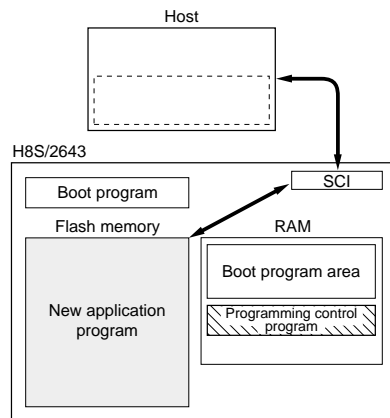 Host
H8S/2643
SCI
Boot program
Flash memory
RAM
New application
program
Boot program area
Programming control
program